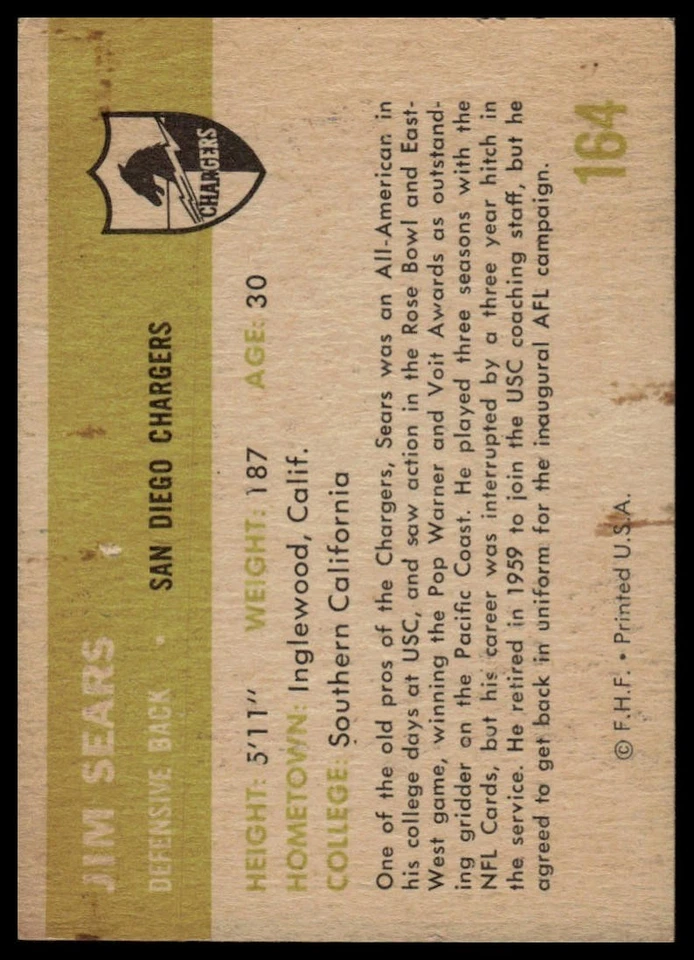 JIM SEARS
DEFENSIVE BACK • SAN DIEGO CHARGERS
CHARGERS
HEIGHT: 5'11" WEIGHT: 187 AGE: 30
HOMETOWN: Inglewood, Calif.
COLLEGE: Southern California
One of the old pros of the Chargers, Sears was an All-American in
his college days at USC, and saw action in the Rose Bowl and East-
West game, winning the Pop Warner and Voit Awards as outstand-
ing gridder on the Pacific Coast. He played three seasons with the
NFL Cards, but his career was interrupted by a three year hitch in
the service. He retired in 1959 to join the USC coaching staff, but he
agreed to get back in uniform for the inaugural AFL campaign.
164
© F.H.F. • Printed U.S.A.